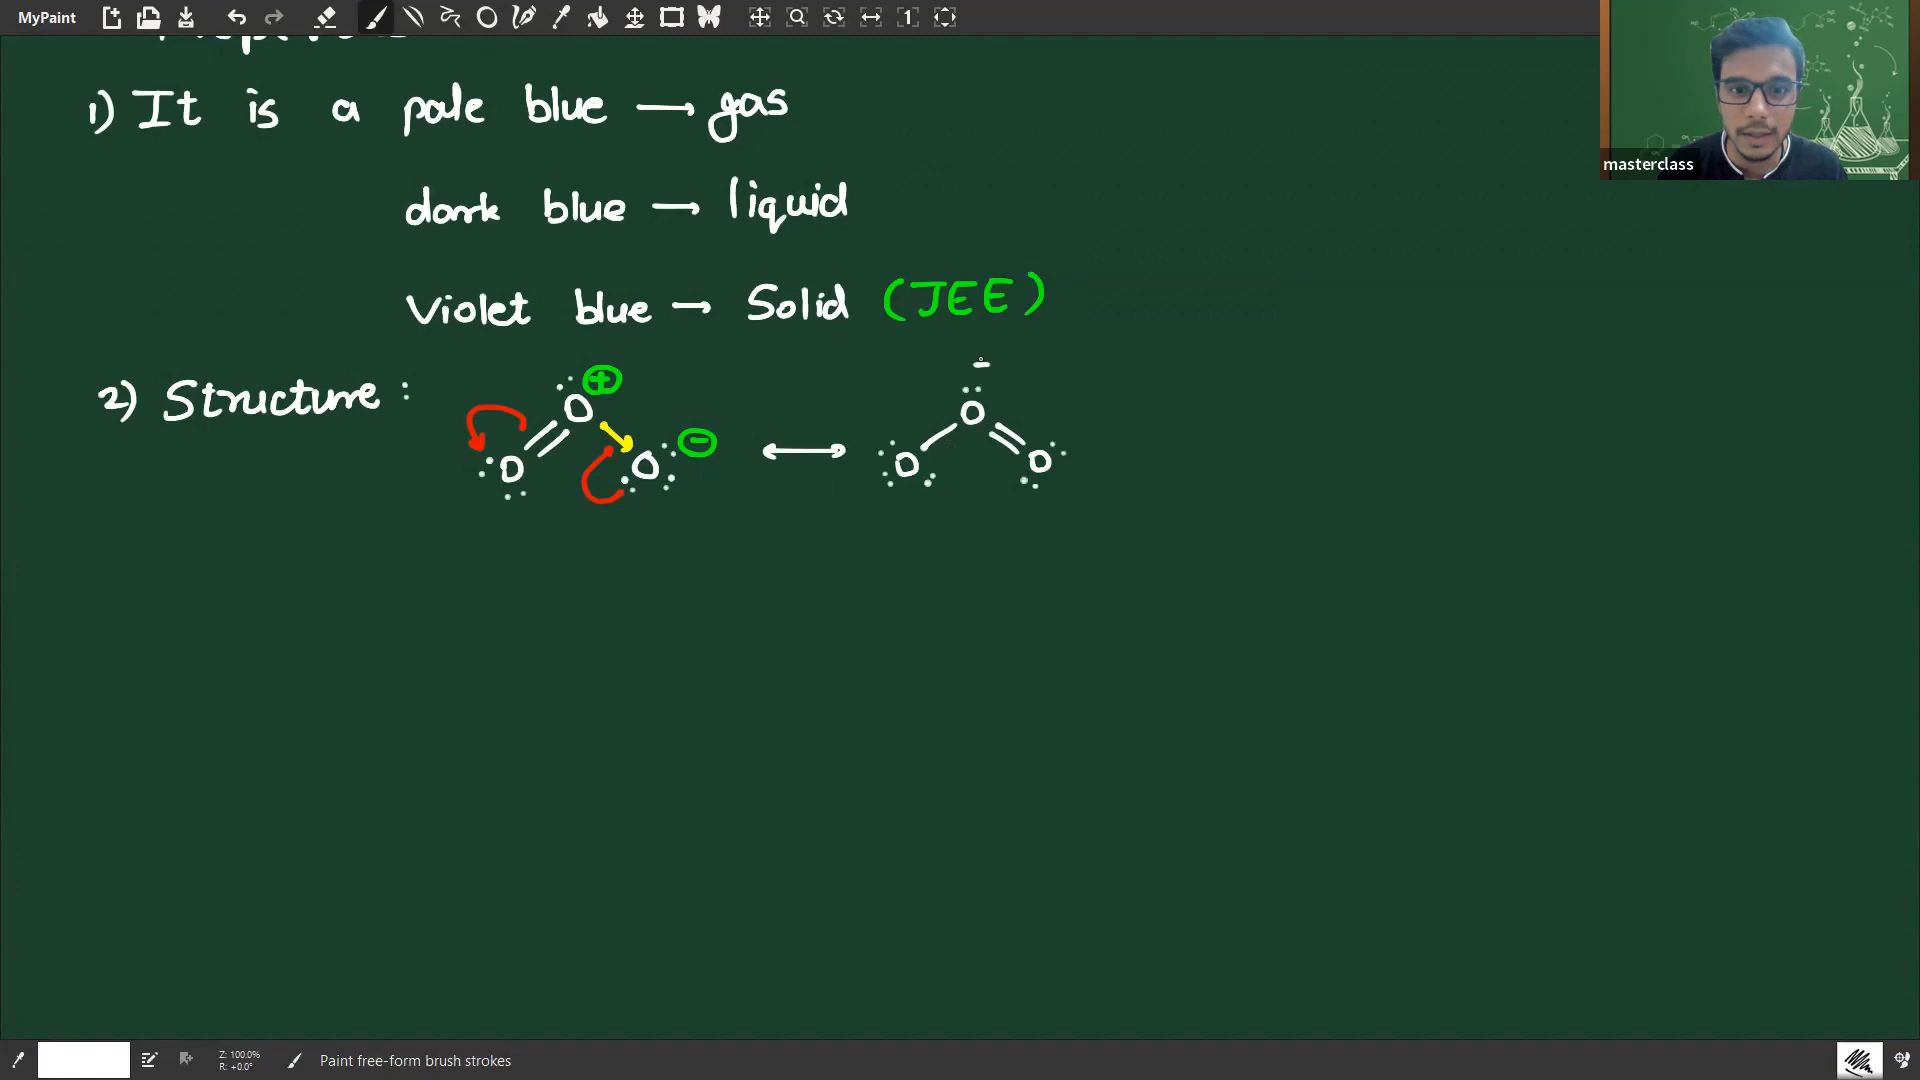 MyPaint
masterclass
1) It is a pale blue → gas
dark blue → liquid
Violet blue → Solid (JEE)
2) Structure :
O O ⊕ O ⊖ ↔ O O − O
Z: 100.0%
R: +0.0°
Paint free-form brush strokes